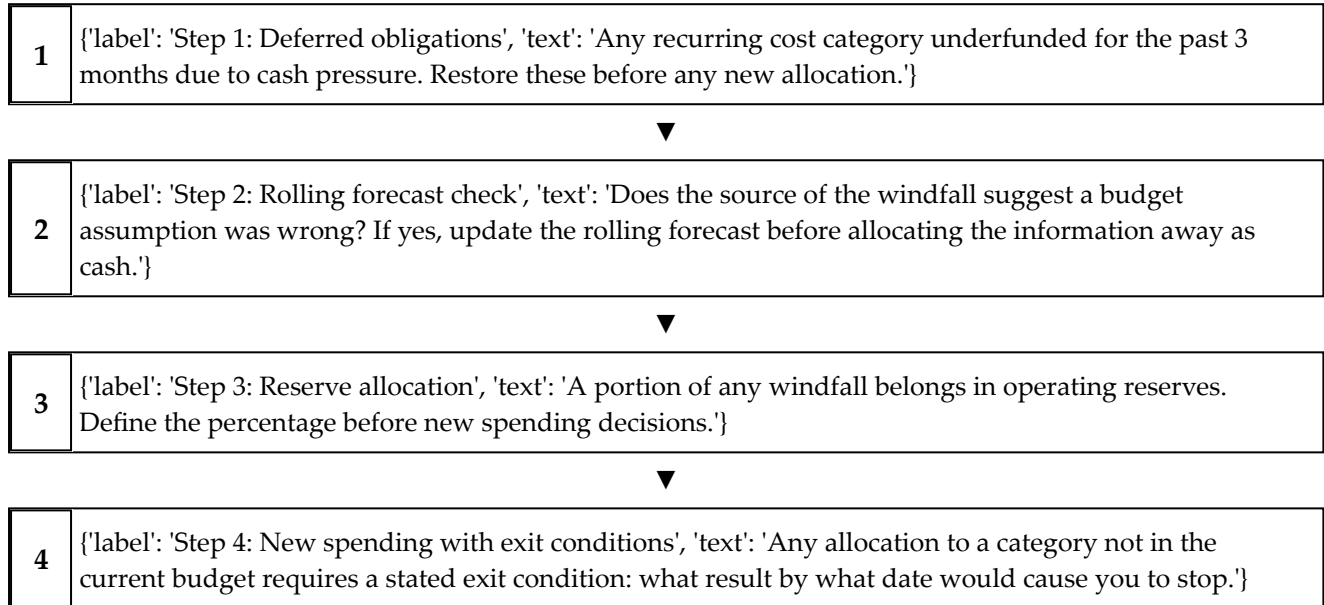 1
{'label': 'Step 1: Deferred obligations', 'text': 'Any recurring cost category underfunded for the past 3
months due to cash pressure. Restore these before any new allocation.'}
▼
2
{'label': 'Step 2: Rolling forecast check', 'text': 'Does the source of the windfall suggest a budget
assumption was wrong? If yes, update the rolling forecast before allocating the information away as
cash.'}
▼
3
{'label': 'Step 3: Reserve allocation', 'text': 'A portion of any windfall belongs in operating reserves.
Define the percentage before new spending decisions.'}
▼
4
{'label': 'Step 4: New spending with exit conditions', 'text': 'Any allocation to a category not in the
current budget requires a stated exit condition: what result by what date would cause you to stop.'}